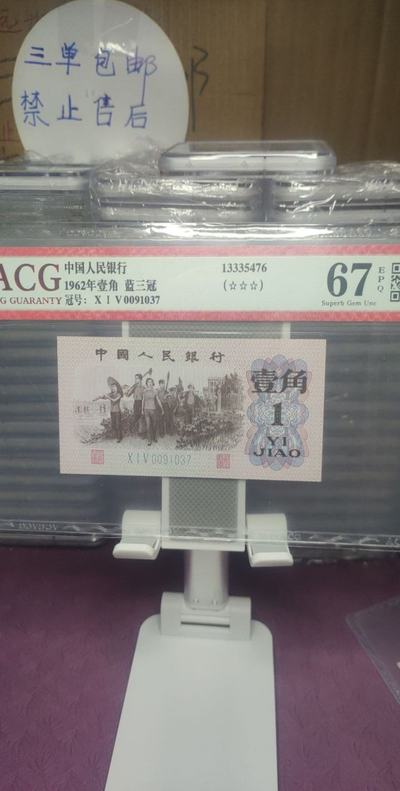 三单包邮
禁止售后
ACG
GUARANTY
中国人民银行
1962年壹角 蓝三冠
冠号: X I V 0091037
13335476
(☆☆☆)
67
EPQ
Superb Gem Unc
中國人民銀行
壹角
1
YI
JIAO
X I V 0091037